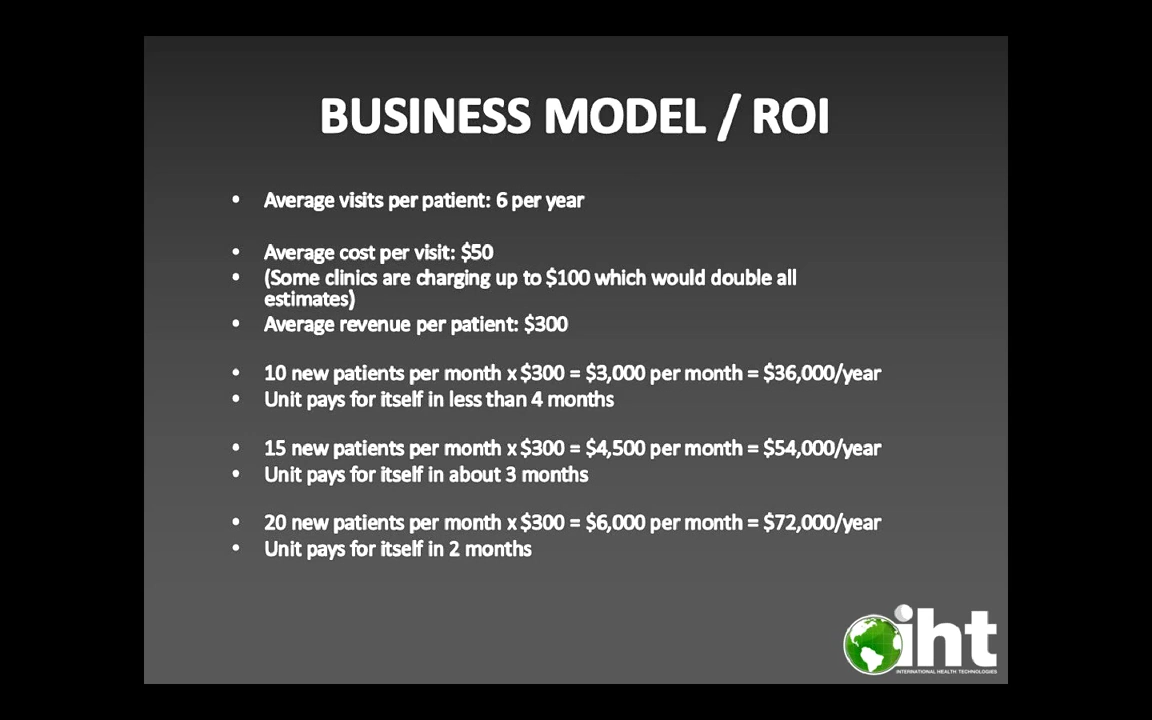 BUSINESS MODEL / ROI
• Average visits per patient: 6 per year
• Average cost per visit: $50
• (Some clinics are charging up to $100 which would double all
estimates)
• Average revenue per patient: $300
• 10 new patients per month x $300 = $3,000 per month = $36,000/year
• Unit pays for itself in less than 4 months
• 15 new patients per month x $300 = $4,500 per month = $54,000/year
• Unit pays for itself in about 3 months
• 20 new patients per month x $300 = $6,000 per month = $72,000/year
• Unit pays for itself in 2 months
iht
INTERNATIONAL HEALTH TECHNOLOGIES